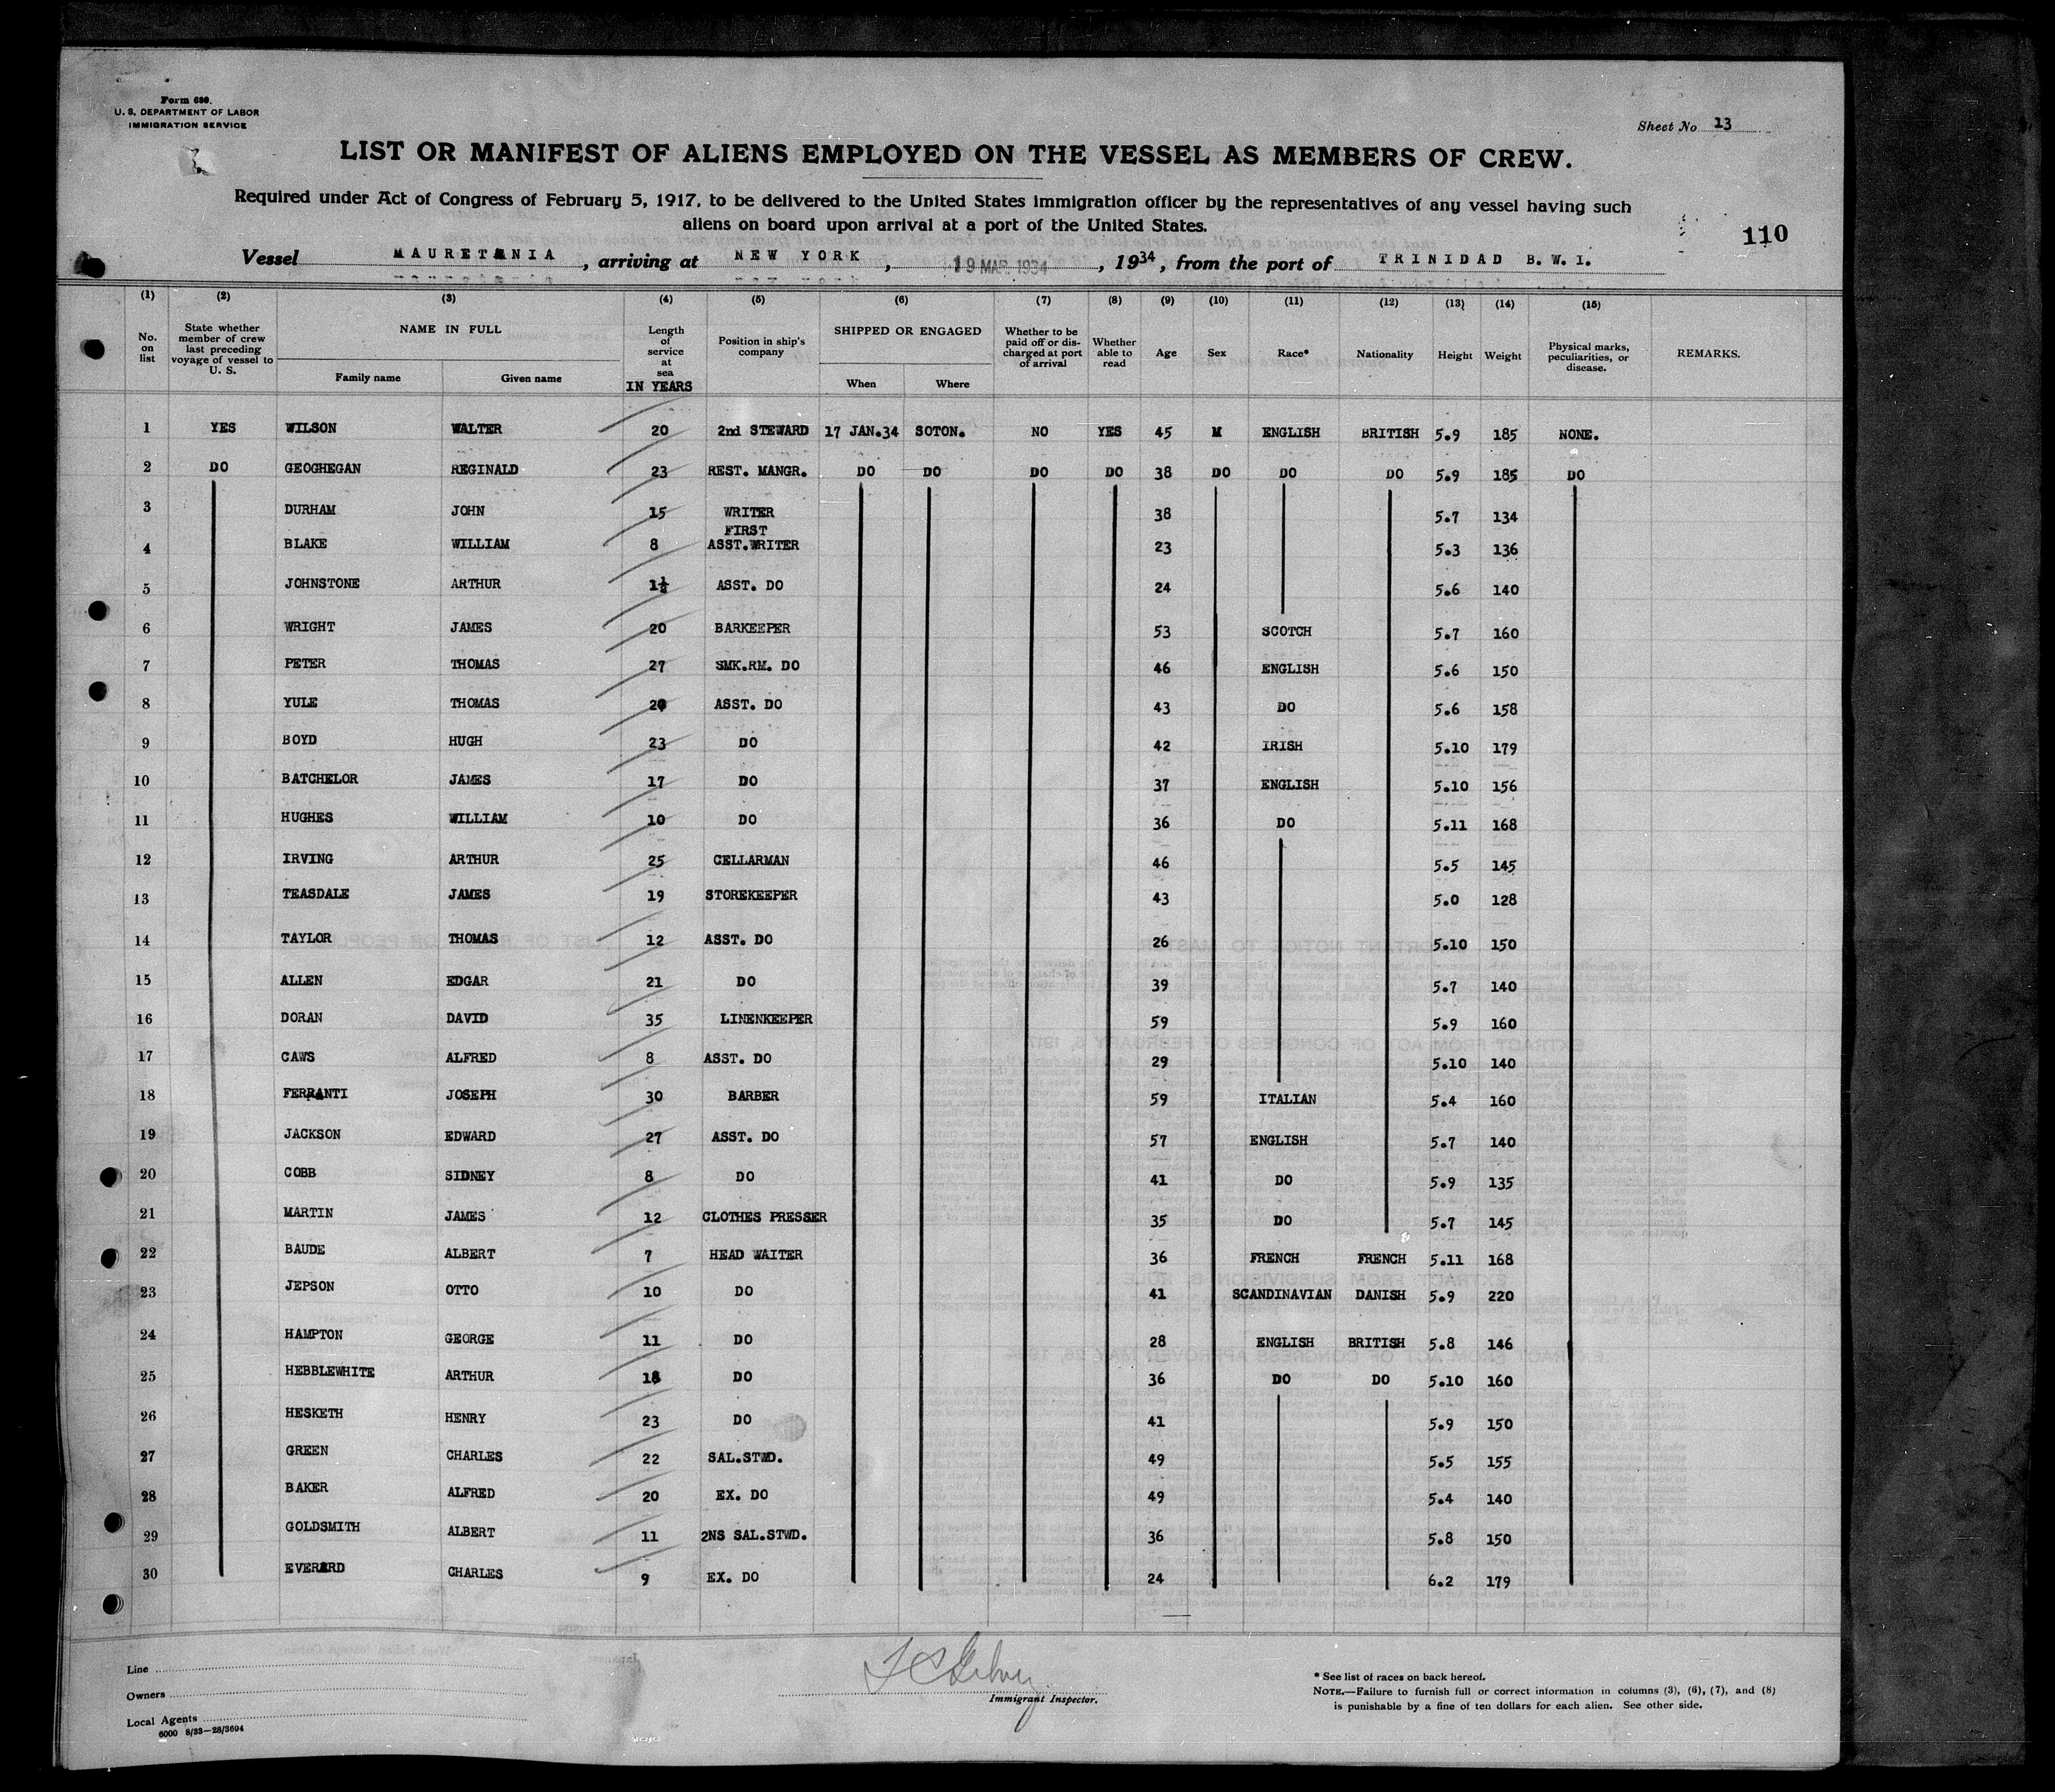 Form 680.
U. S. DEPARTMENT OF LABOR
IMMIGRATION SERVICE
Sheet No 13
LIST OR MANIFEST OF ALIENS EMPLOYED ON THE VESSEL AS MEMBERS OF CREW.
Required under Act of Congress of February 5, 1917, to be delivered to the United States immigration officer by the representatives of any vessel having such
aliens on board upon arrival at a port of the United States.
110
Vessel MAURETANIA, arriving at NEW YORK, 19 MAR 1934, 1934, from the port of TRINIDAD B.W.I.
(1) (2) (3) (4) (5) (6) (7) (8) (9) (10) (11) (12) (13) (14) (15)
No. on list State whether member of crew last preceding voyage of vessel to U. S. NAME IN FULL Family name Given name Length of service at sea IN YEARS Position in ship's company SHIPPED OR ENGAGED When Where Whether to be paid off or discharged at port of arrival Whether able to read Age Sex Race* Nationality Height Weight Physical marks, peculiarities, or disease. REMARKS.
1 YES WILSON WALTER 20 2nd STEWARD 17 JAN.34 SOTON. NO YES 45 M ENGLISH BRITISH 5.9 185 NONE.
2 DO GEOGHEGAN REGINALD 23 REST. MANGR. DO DO DO DO 38 DO DO DO 5.9 185 DO
3 DURHAM JOHN 15 WRITER 38 5.7 134
4 BLAKE WILLIAM 8 FIRST ASST.WRITER 23 5.3 136
5 JOHNSTONE ARTHUR 1½ ASST. DO 24 5.6 140
6 WRIGHT JAMES 20 BARKEEPER 53 SCOTCH 5.7 160
7 PETER THOMAS 27 SMK.RM. DO 46 ENGLISH 5.6 150
8 YULE THOMAS ASST. DO 43 DO 5.6 158
9 BOYD HUGH 23 DO 42 IRISH 5.10 179
10 BATCHELOR JAMES 17 DO 37 ENGLISH 5.10 156
11 HUGHES WILLIAM 10 DO 36 DO 5.11 168
12 IRVING ARTHUR 25 CELLARMAN 46 5.5 145
13 TEASDALE JAMES 19 STOREKEEPER 43 5.0 128
14 TAYLOR THOMAS 12 ASST. DO 26 5.10 150
15 ALLEN EDGAR 21 DO 39 5.7 140
16 DORAN DAVID 35 LINENKEEPER 59 5.9 160
17 CAWS ALFRED 8 ASST. DO 29 5.10 140
18 FERRANTI JOSEPH 30 BARBER 59 ITALIAN 5.4 160
19 JACKSON EDWARD 27 ASST. DO 57 ENGLISH 5.7 140
20 COBB SIDNEY 8 DO 41 DO 5.9 135
21 MARTIN JAMES 12 CLOTHES PRESSER 35 DO 5.7 145
22 BAUDE ALBERT 7 HEAD WAITER 36 FRENCH FRENCH 5.11 168
23 JEPSON OTTO 10 DO 41 SCANDINAVIAN DANISH 5.9 220
24 HAMPTON GEORGE 11 DO 28 ENGLISH BRITISH 5.8 146
25 HEBBLEWHITE ARTHUR 18 DO 36 DO DO 5.10 160
26 HESKETH HENRY 23 DO 41 5.9 150
27 GREEN CHARLES 22 SAL.STWD. 49 5.5 155
28 BAKER ALFRED 20 EX. DO 49 5.4 140
29 GOLDSMITH ALBERT 11 2NS SAL.STWD. 36 5.8 150
30 EVERARD CHARLES 9 EX. DO 24 6.2 179
Line
Owners
Local Agents
6000 8/33—28/3694
Immigrant Inspector.
* See list of races on back hereof.
NOTE.—Failure to furnish full or correct information in columns (3), (6), (7), and (8)
is punishable by a fine of ten dollars for each alien. See other side.